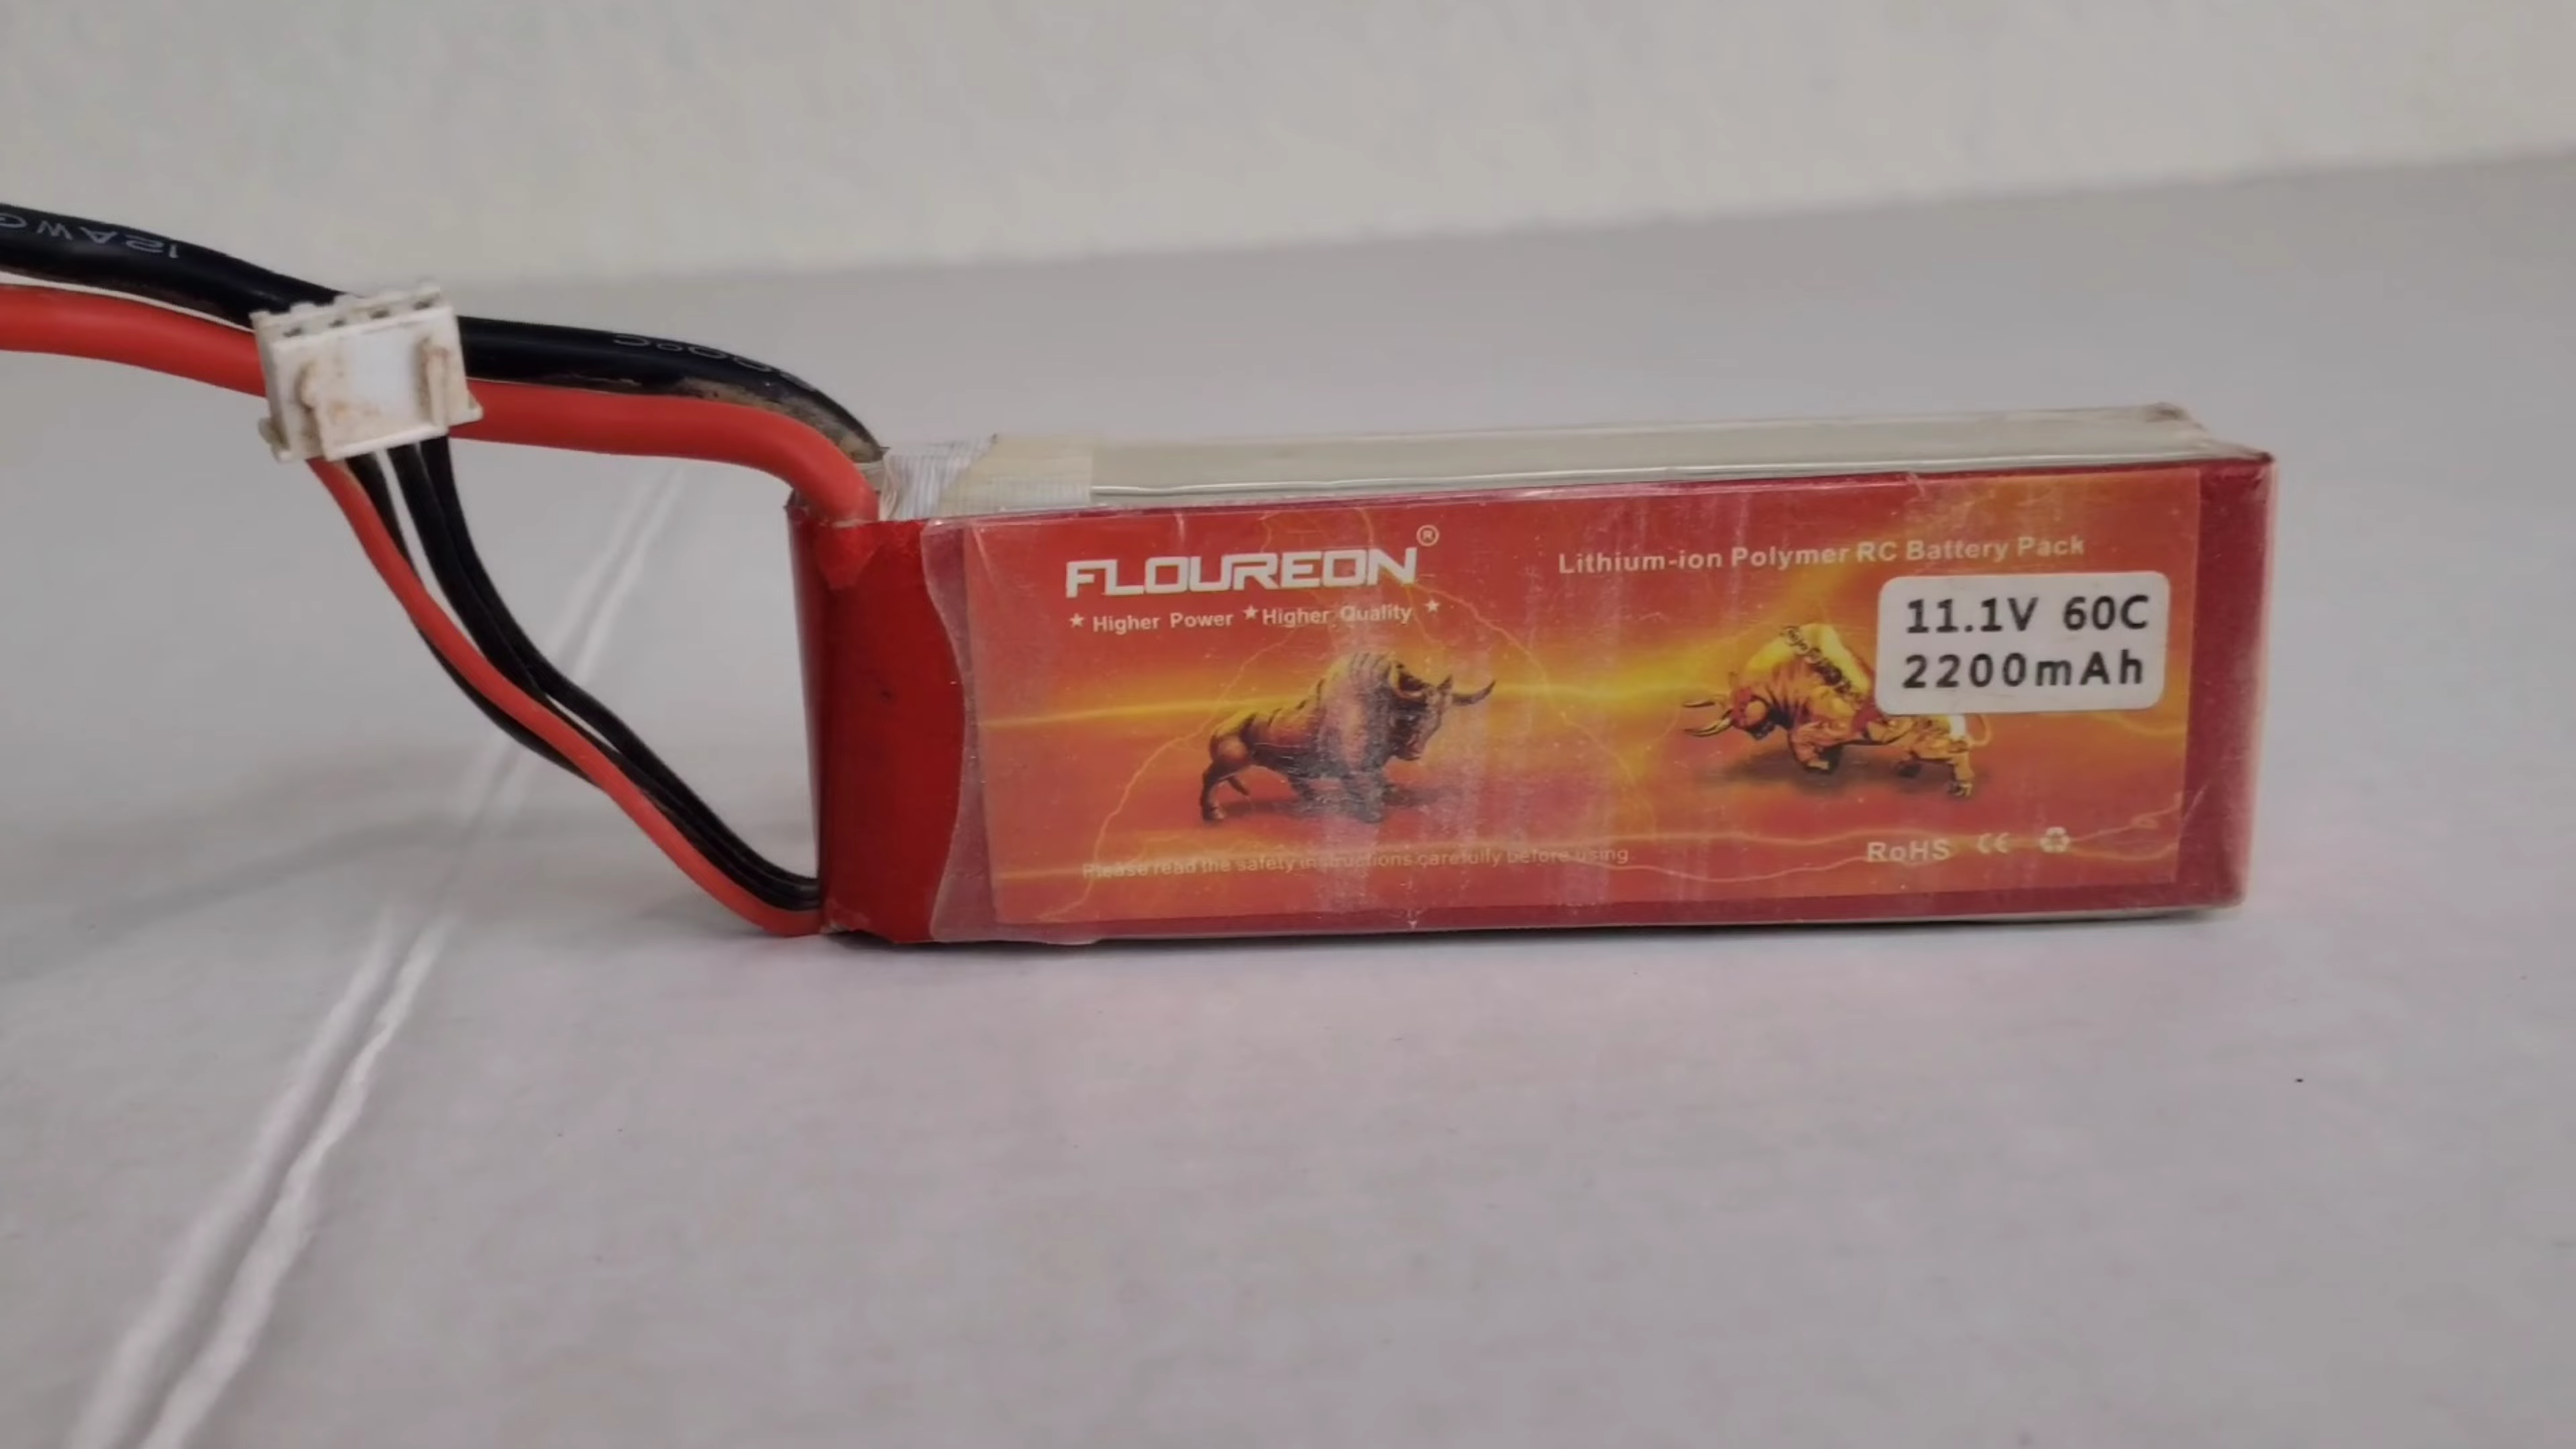 12AWG
FLOUREON®
★ Higher Power ★ Higher Quality ★
Lithium-ion Polymer RC Battery Pack
11.1V 60C
2200mAh
Please read the safety instructions carefully before using.
RoHS CE